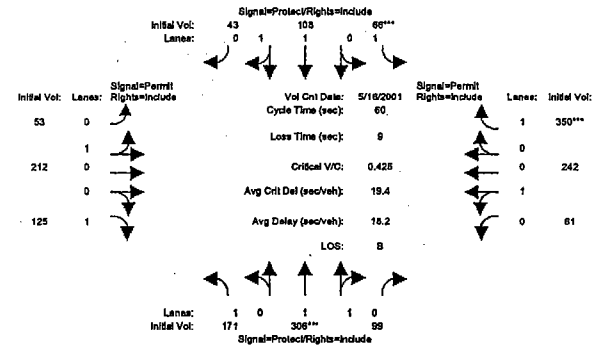 Signal=Protect/Rights=Include
Initial Vol: 43 108 66***
Lanes: 0 1 1 0 1
Signal=Permit
Initial Vol: Lanes: Rights=Include
Vol Cnt Date: 5/16/2001
Signal=Permit
Rights=Include Lanes: Initial Vol:
Cycle Time (sec): 60
53 0 1 350***
Loss Time (sec): 9
1 0
212 0 Critical V/C: 0.425 0 242
0 Avg Crit Del (sec/veh): 19.4 1
125 1 Avg Delay (sec/veh): 18.2 0 61
LOS: B
Lanes: 1 0 1 1 0
Initial Vol: 171 306*** 99
Signal=Protect/Rights=Include